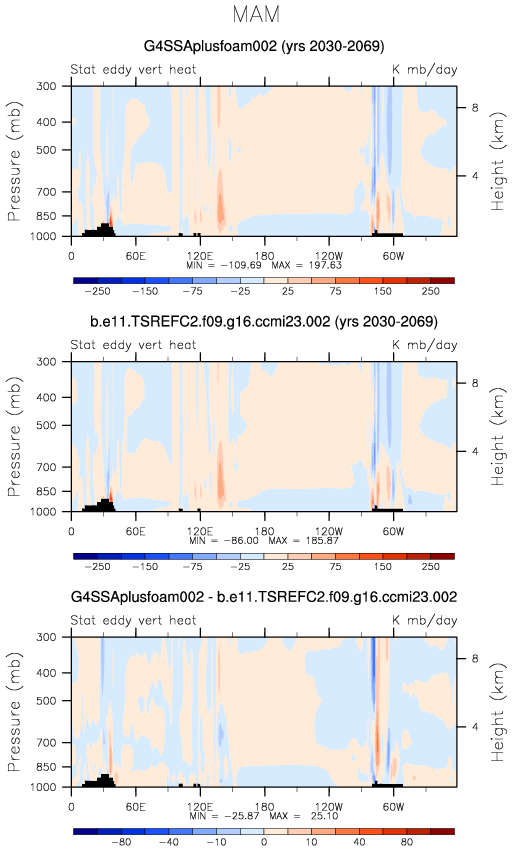 MAM
G4SSAplusfoam002 (yrs 2030-2069)
Stat eddy vert heat K mb/day
Pressure (mb)
300
400
500
700
850
1000
8
4
Height (km)
0 60E 120E 180 120W 60W
MIN = -109.69 MAX = 197.63
-250 -150 -75 -25 25 75 150 250
b.e11.TSREFC2.f09.g16.ccmi23.002 (yrs 2030-2069)
Stat eddy vert heat K mb/day
Pressure (mb)
300
400
500
700
850
1000
8
4
Height (km)
0 60E 120E 180 120W 60W
MIN = -86.00 MAX = 185.87
-250 -150 -75 -25 25 75 150 250
G4SSAplusfoam002 - b.e11.TSREFC2.f09.g16.ccmi23.002
Stat eddy vert heat K mb/day
Pressure (mb)
300
400
500
700
850
1000
8
4
Height (km)
0 60E 120E 180 120W 60W
MIN = -25.87 MAX = 25.10
-80 -40 -10 0 10 40 80